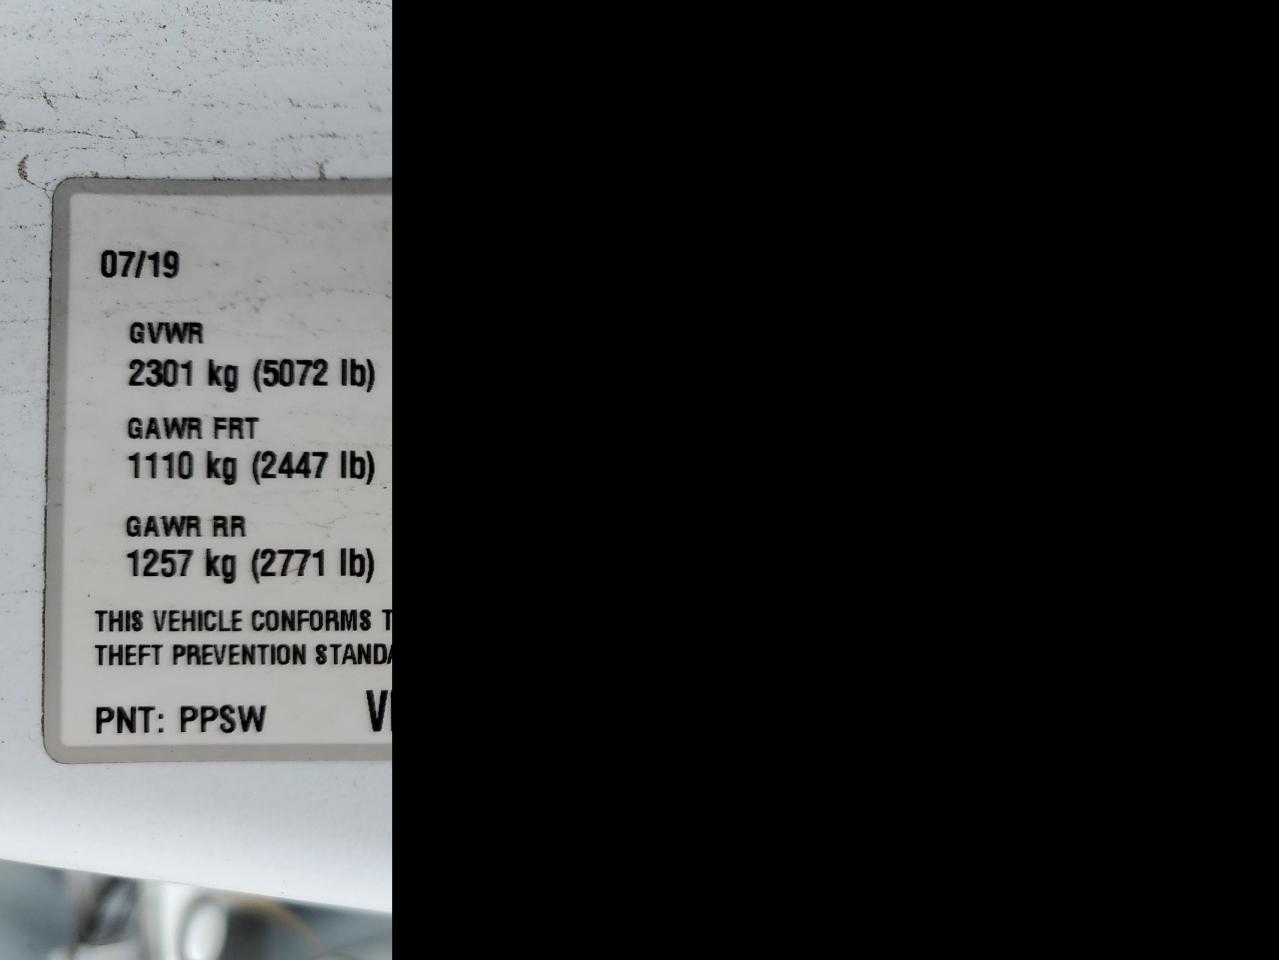 07/19
GVWR
2301 kg (5072 lb)
GAWR FRT
1110 kg (2447 lb)
GAWR RR
1257 kg (2771 lb)
THIS VEHICLE CONFORMS
THEFT PREVENTION
PNT: PPSW